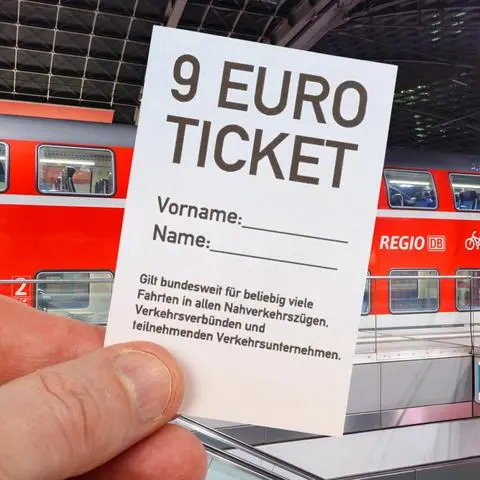 9 EURO
TICKET
Vorname:
Name:
Gilt bundesweit für beliebig viele
Fahrten in allen Nahverkehrszügen,
Verkehrsverbünden und
teilnehmenden Verkehrsunternehmen.
REGIO DB
2